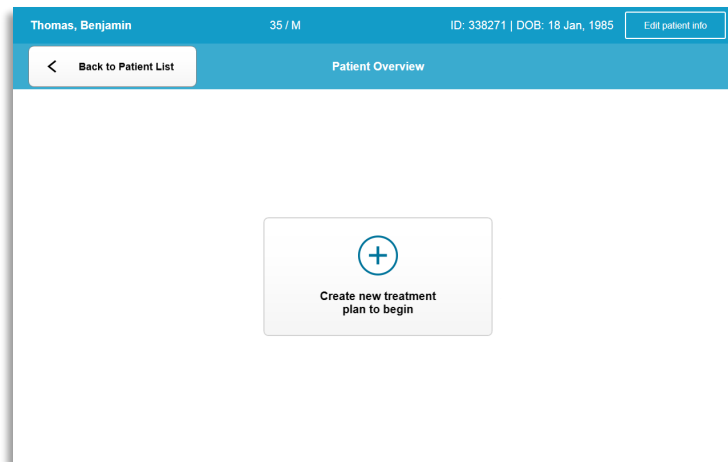 Thomas, Benjamin 35 / M ID: 338271 | DOB: 18 Jan, 1985 Edit patient info
Back to Patient List Patient Overview
Create new treatment
plan to begin